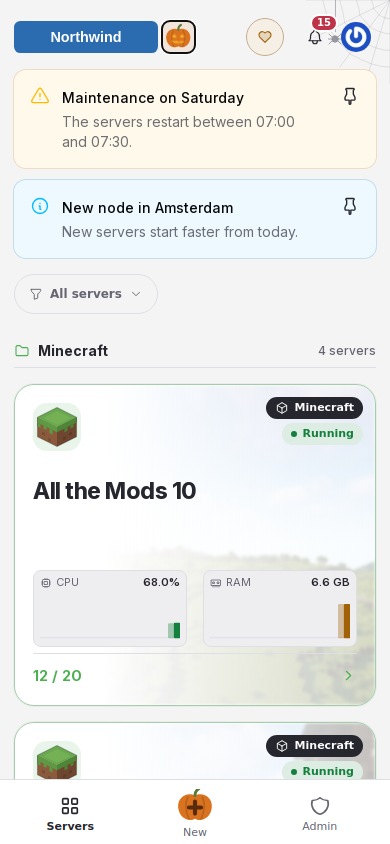 Northwind
15
Maintenance on Saturday
The servers restart between 07:00
and 07:30.
New node in Amsterdam
New servers start faster from today.
All servers
Minecraft
4 servers
Minecraft
Running
All the Mods 10
CPU
68.0%
RAM
6.6 GB
12 / 20
Minecraft
Running
Servers
New
Admin